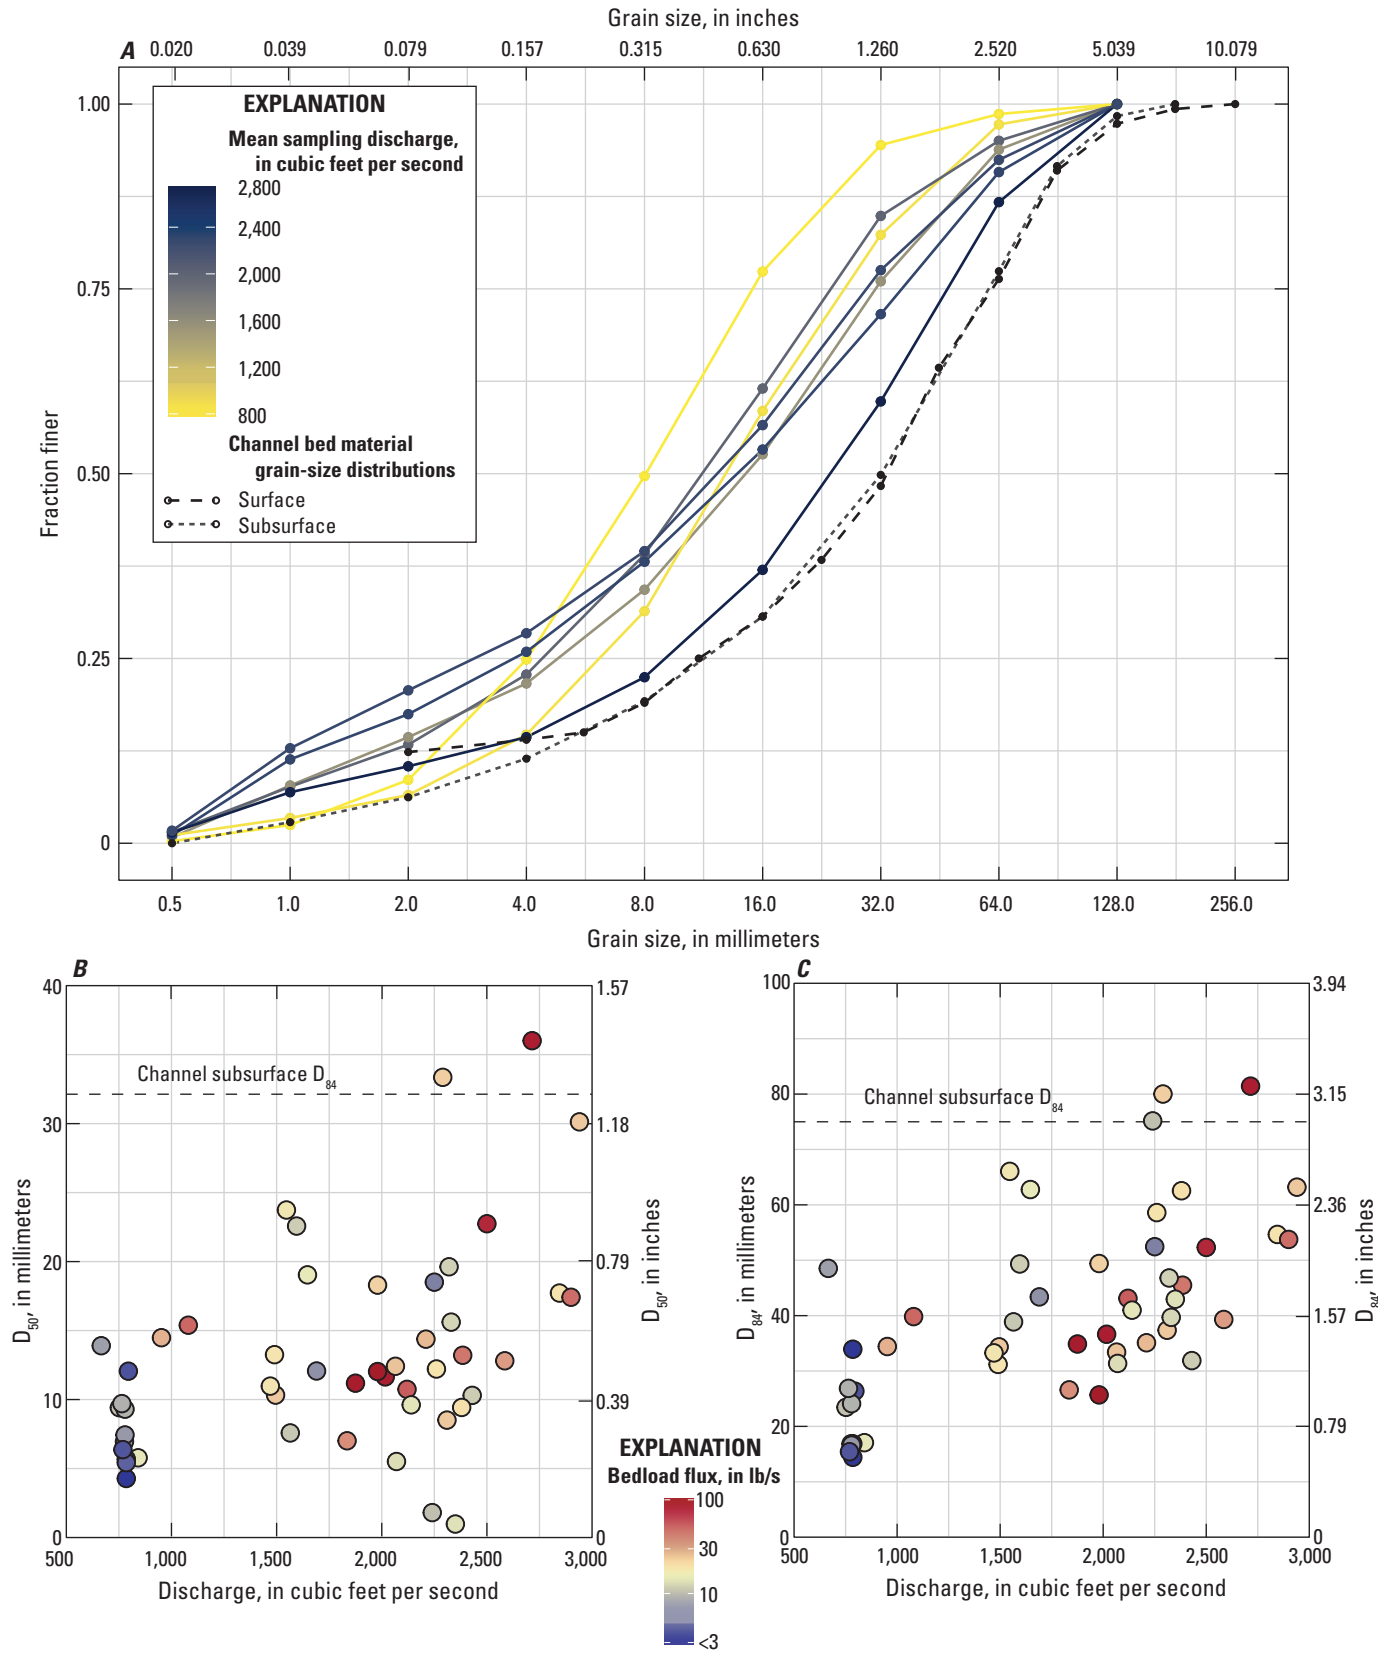 Grain size, in inches
A 0.020 0.039 0.079 0.157 0.315 0.630 1.260 2.520 5.039 10.079
EXPLANATION
Mean sampling discharge,
in cubic feet per second
2,800
2,400
2,000
1,600
1,200
800
Channel bed material
grain-size distributions
Surface
Subsurface
Fraction finer
1.00
0.75
0.50
0.25
0
0.5 1.0 2.0 4.0 8.0 16.0 32.0 64.0 128.0 256.0
Grain size, in millimeters
B
D50, in millimeters
40
30
20
10
0
Channel subsurface D84
1.57
1.18
0.79
0.39
0
D50, in inches
500 1,000 1,500 2,000 2,500 3,000
Discharge, in cubic feet per second
EXPLANATION
Bedload flux, in lb/s
100
30
10
<3
C
D84, in millimeters
100
80
60
40
20
0
Channel subsurface D84
3.94
3.15
2.36
1.57
0.79
0
D84, in inches
500 1,000 1,500 2,000 2,500 3,000
Discharge, in cubic feet per second